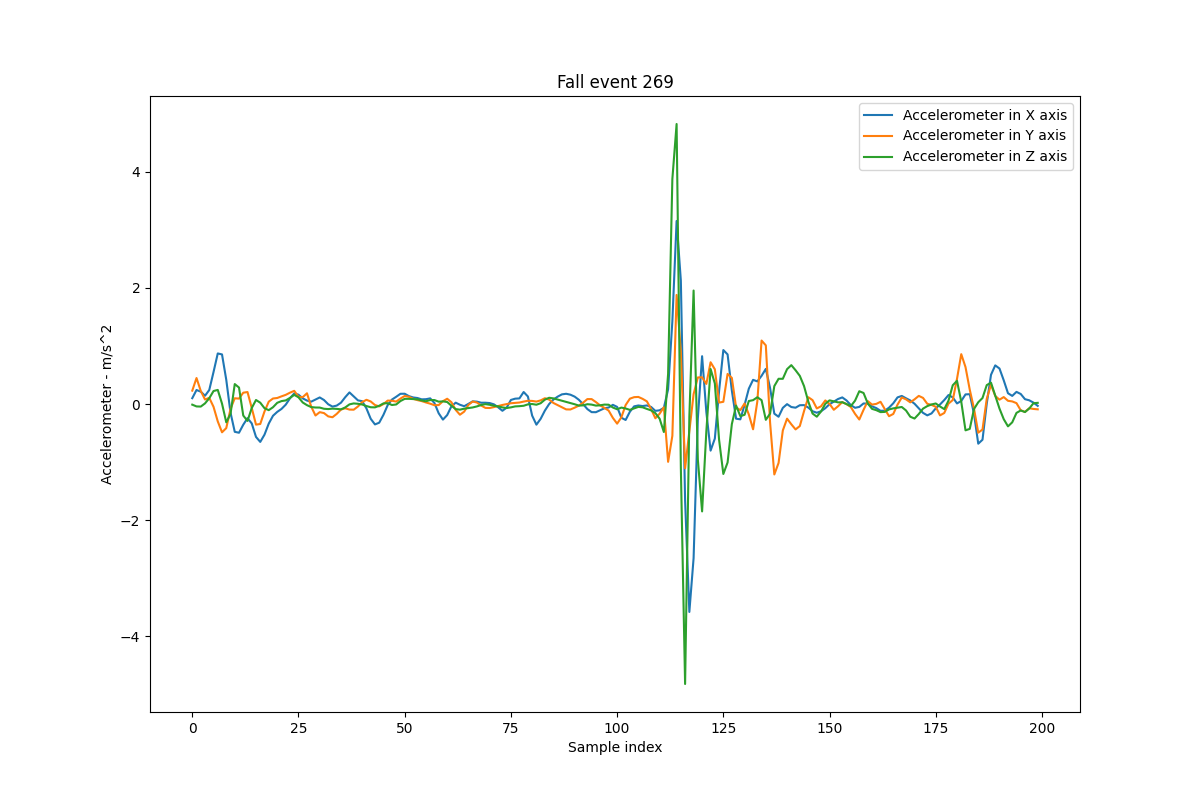 Fall event 269
Accelerometer in X axis
Accelerometer in Y axis
Accelerometer in Z axis
Accelerometer - m/s^2
4
2
0
−2
−4
0 25 50 75 100 125 150 175 200
Sample index